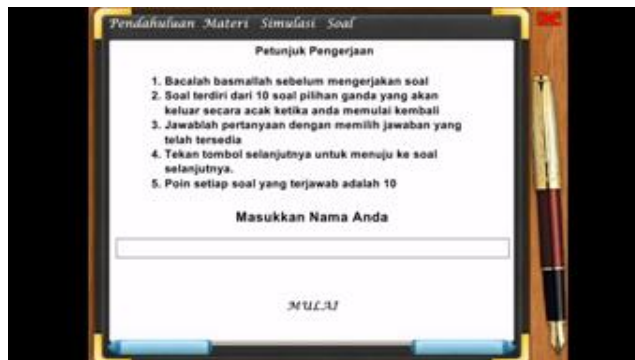 Pendahuluan Materi Simulasi Soal
Petunjuk Pengerjaan
1. Bacalah basmallah sebelum mengerjakan soal
2. Soal terdiri dari 10 soal pilihan ganda yang akan
keluar secara acak ketika anda memulai kembali
3. Jawablah pertanyaan dengan memilih jawaban yang
telah tersedia
4. Tekan tombol selanjutnya untuk menuju ke soal
selanjutnya.
5. Poin setiap soal yang terjawab adalah 10
Masukkan Nama Anda
MULAI